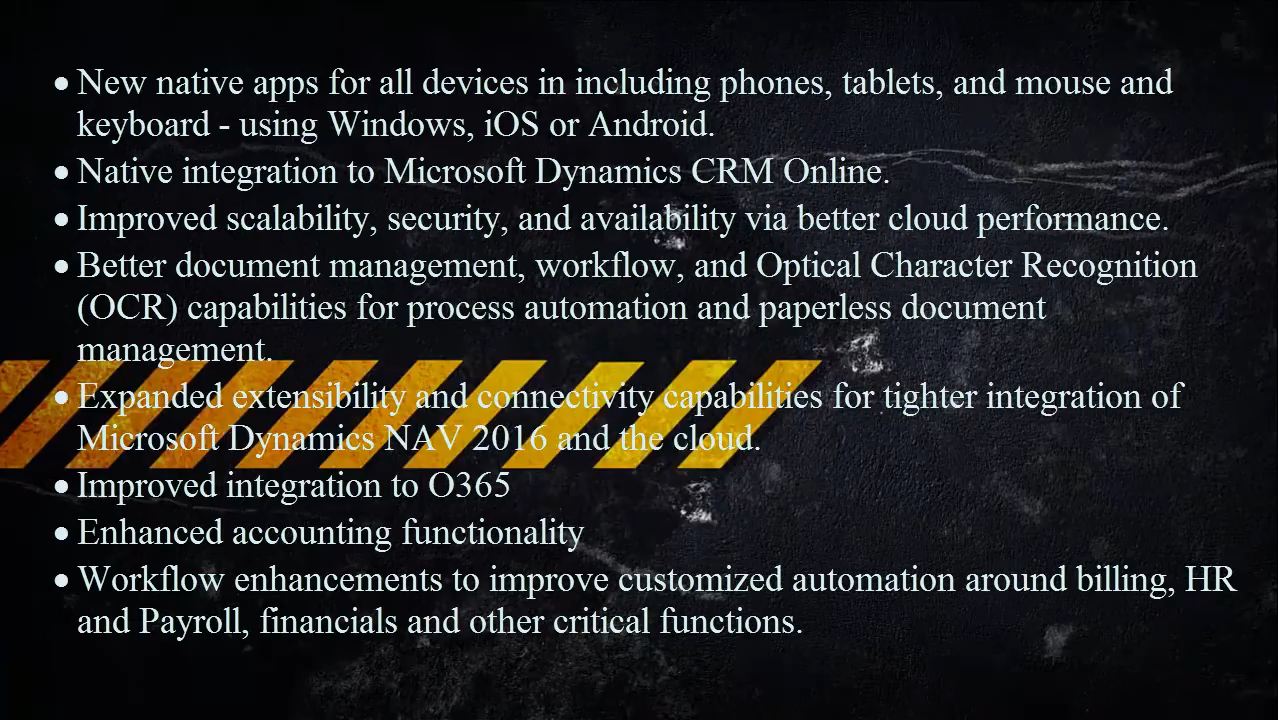 • New native apps for all devices in including phones, tablets, and mouse and
keyboard - using Windows, iOS or Android.
• Native integration to Microsoft Dynamics CRM Online.
• Improved scalability, security, and availability via better cloud performance.
• Better document management, workflow, and Optical Character Recognition
(OCR) capabilities for process automation and paperless document
management.
• Expanded extensibility and connectivity capabilities for tighter integration of
Microsoft Dynamics NAV 2016 and the cloud.
• Improved integration to O365
• Enhanced accounting functionality
• Workflow enhancements to improve customized automation around billing, HR
and Payroll, financials and other critical functions.